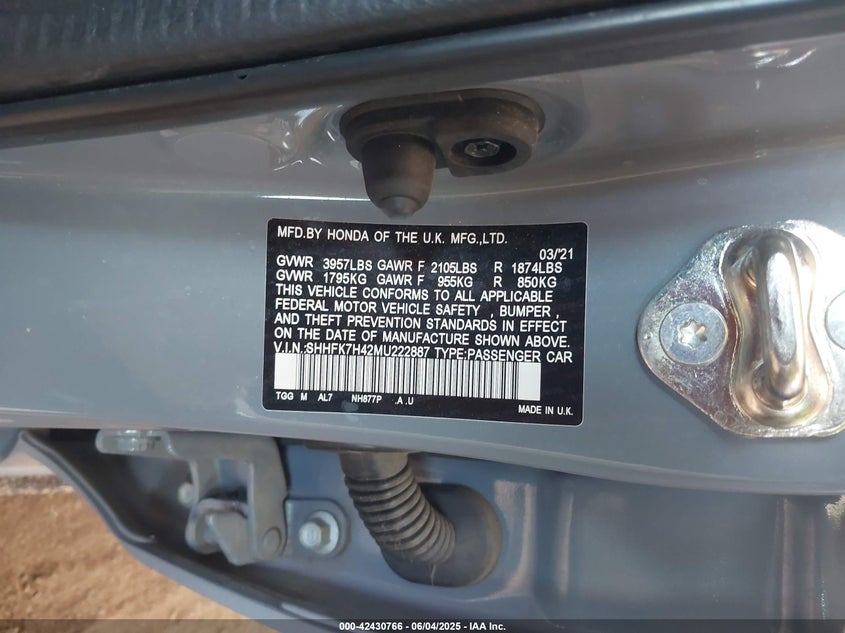 MFD.BY HONDA OF THE U.K. MFG.,LTD.
03/'21
GVWR 3957LBS GAWR F 2105LBS R 1874LBS
GVWR 1795KG GAWR F 955KG R 850KG
THIS VEHICLE CONFORMS TO ALL APPLICABLE
FEDERAL MOTOR VEHICLE SAFETY , BUMPER ,
AND THEFT PREVENTION STANDARDS IN EFFECT
ON THE DATE OF MANUFACTURE SHOWN ABOVE.
V.I.N.:SHHFK7H42MU222887 TYPE:PASSENGER CAR
TGG M AL7 NH877P .A .U
MADE IN U.K.
000-42430766 - 06/04/2025 - IAA Inc.